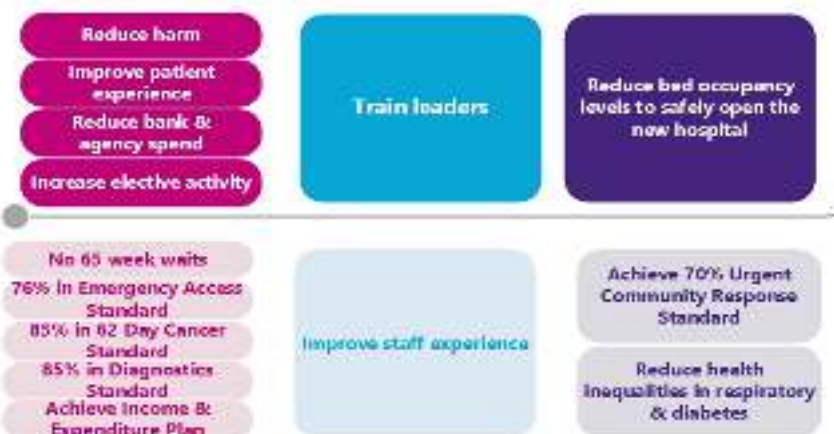 Reduce harm
Improve patient
experience
Reduce bank &
agency spend
Increase elective activity
Train leaders
Reduce bed occupancy
levels to safely open the
new hospital
No 65 week waits
76% in Emergency Access
Standard
85% in 62 Day Cancer
Standard
85% in Diagnostics
Standard
Achieve Income &
Expenditure Plan
Improve staff experience
Achieve 70% Urgent
Community Response
Standard
Reduce health
inequalities in respiratory
& diabetes